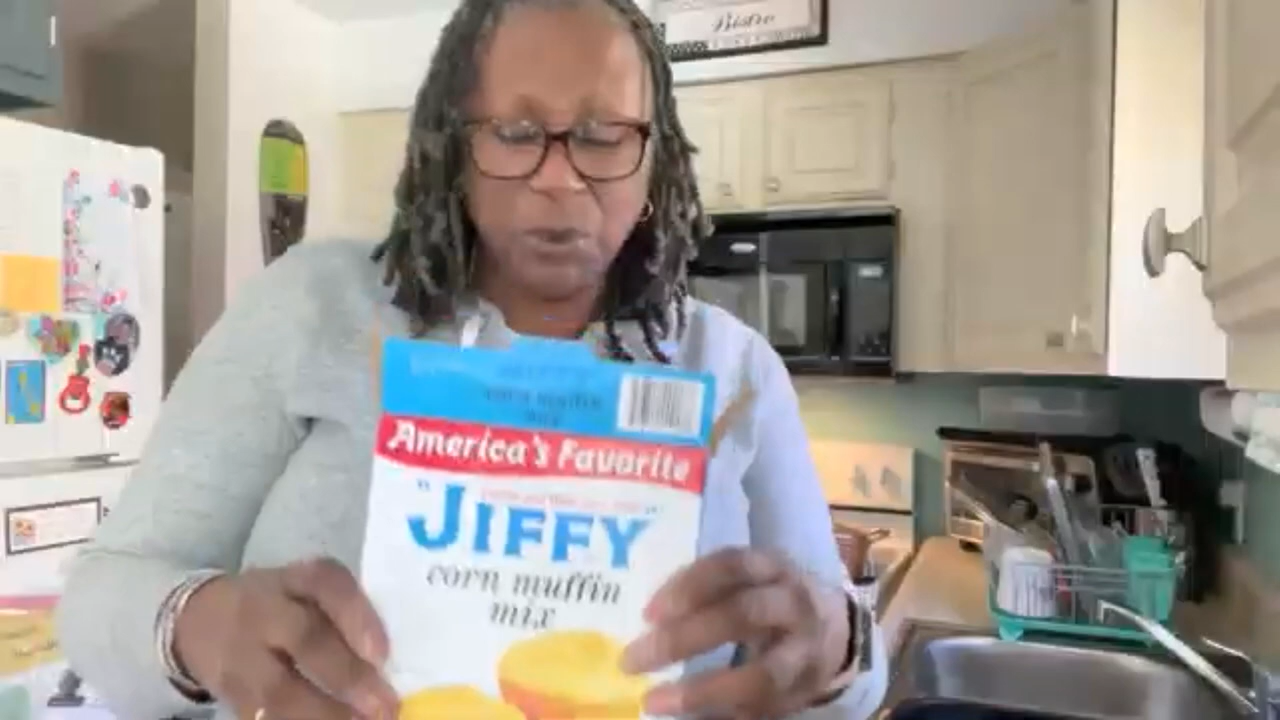 Bistro
corn muffin
mix
America's Favorite
"JIFFY"
corn muffin
mix